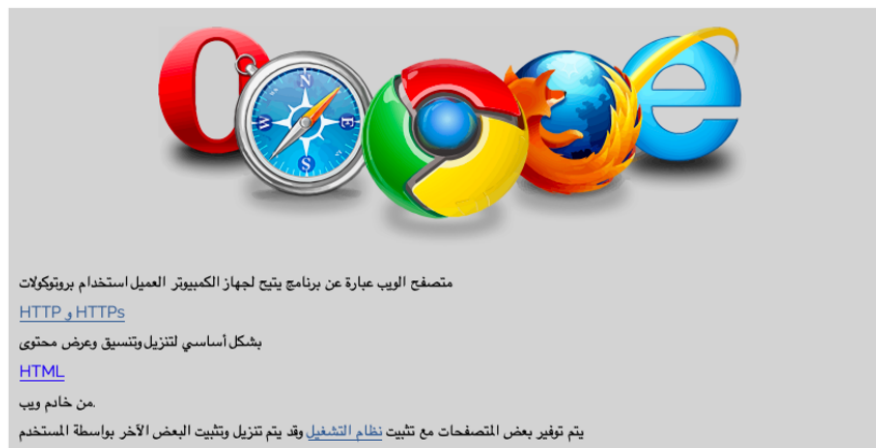 N
W
E
S
متصفح الويب عبارة عن برنامج يتيح لجهاز الكمبيوتر العميل استخدام بروتوكولات
HTTP و HTTPs
بشكل أساسي لتنزيل وتنسيق وعرض محتوى
HTML
من خادم ويب.
يتم توفير بعض المتصفحات مع تثبيت نظام التشغيل وقد يتم تنزيل وتثبيت البعض الآخر بواسطة المستخدم